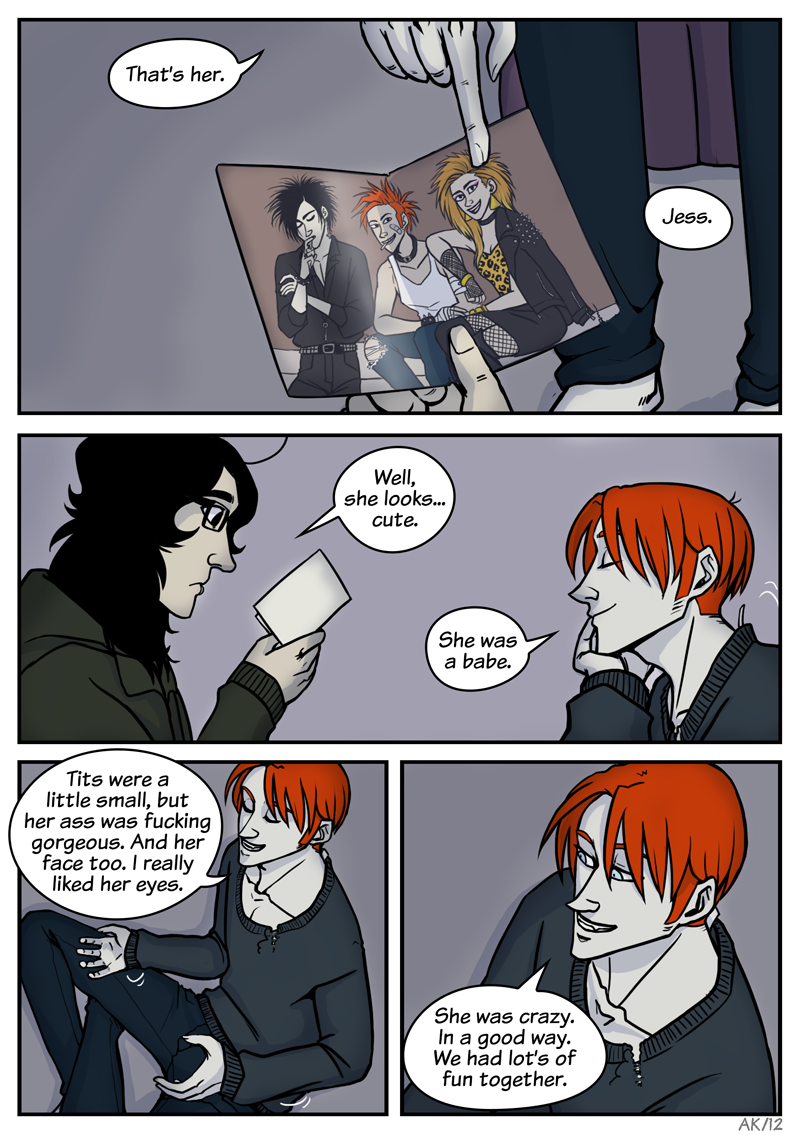 That's her.
Jess.
Well,
she looks...
cute.
She was
a babe.
Tits were a
little small, but
her ass was fucking
gorgeous. And her
face too. I really
liked her eyes.
She was crazy.
In a good way.
We had lot's of
fun together.
AK/12